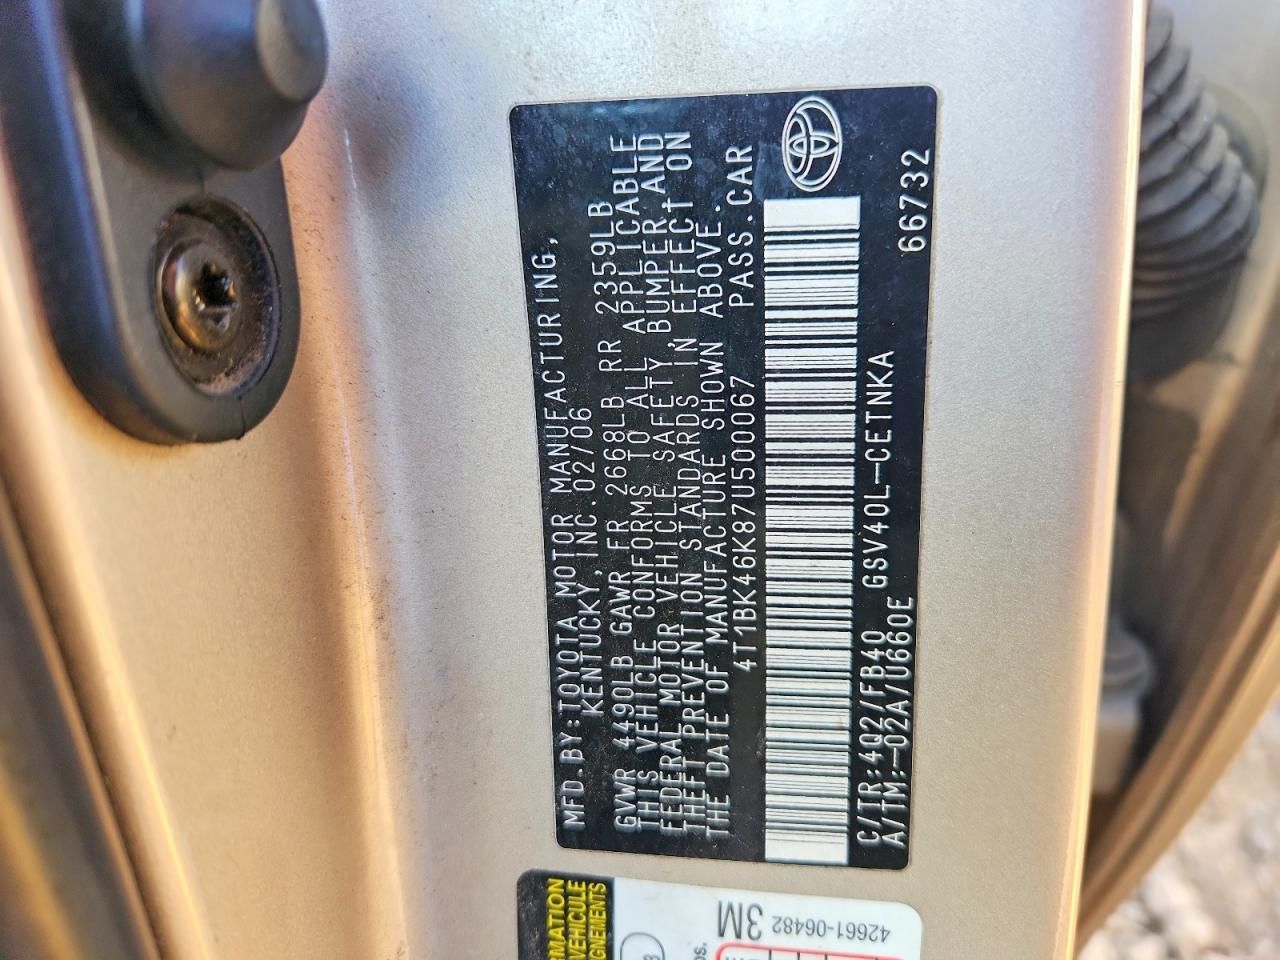 MFD.BY:TOYOTA MOTOR MANUFACTURING,
KENTUCKY, INC. 02/06
GVWR 4490LB GAWR FR 2668LB RR 2359LB
THIS VEHICLE CONFORMS TO ALL APPLICABLE
FEDERAL MOTOR VEHICLE SAFETY, BUMPER, AND
THEFT PREVENTION STANDARDS IN EFFECT ON
THE DATE OF MANUFACTURE SHOWN ABOVE.
4T1BK46K87U500067 PASS.CAR
C/TR:4Q2/FB40 GSV40L-CETNKA
A/TM:-02A/U660E 66732
3M
42661-06482